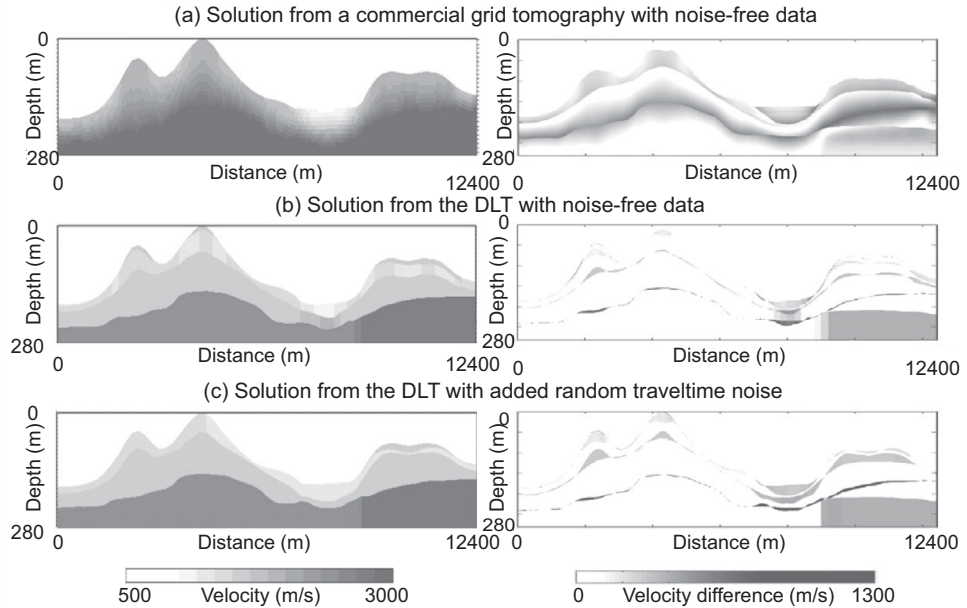 (a) Solution from a commercial grid tomography with noise-free data
0
Depth (m)
280
0
Distance (m)
12400
0
Depth (m)
280
0
Distance (m)
12400
(b) Solution from the DLT with noise-free data
0
Depth (m)
280
0
Distance (m)
12400
0
Depth (m)
280
0
Distance (m)
12400
(c) Solution from the DLT with added random traveltime noise
0
Depth (m)
280
0
Distance (m)
12400
0
Depth (m)
280
0
Distance (m)
12400
500 Velocity (m/s) 3000
0 Velocity difference (m/s) 1300